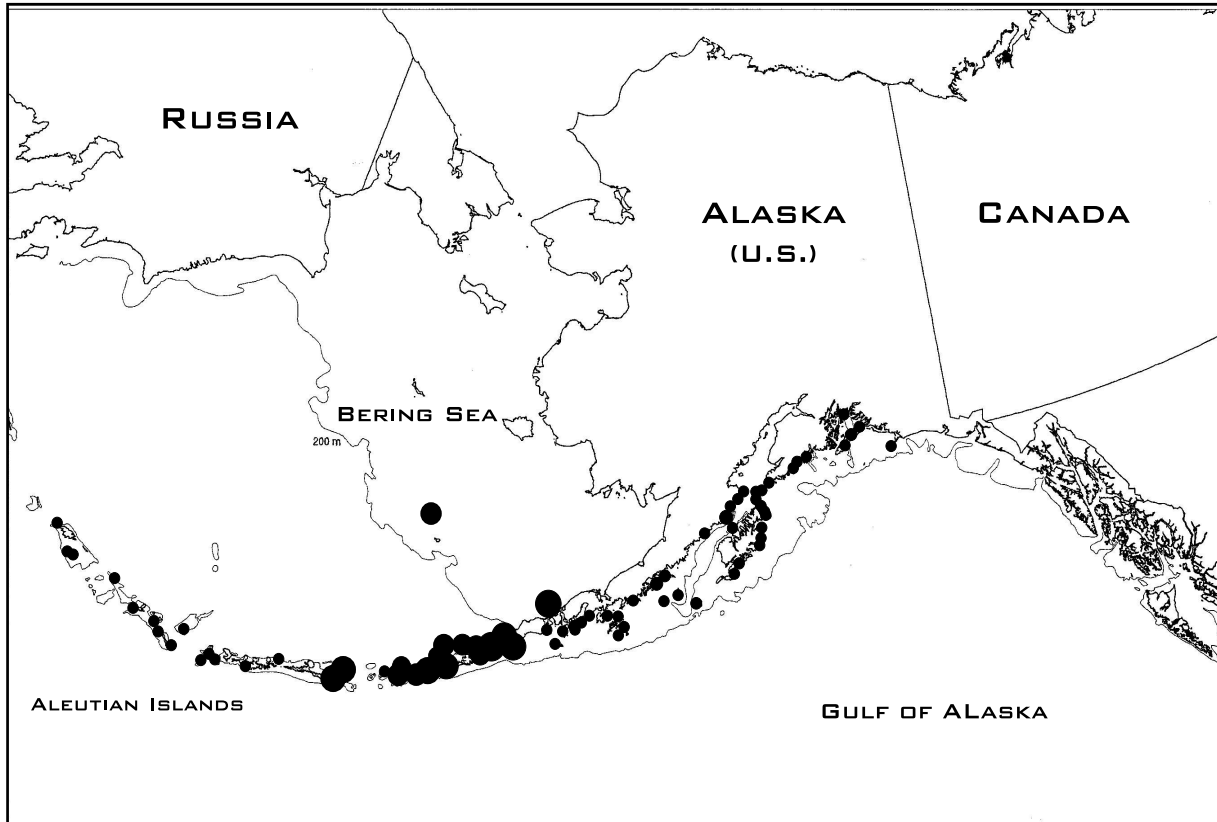 RUSSIA
ALASKA
(U.S.)
CANADA
BERING SEA
200 m
ALEUTIAN ISLANDS
GULF OF ALASKA